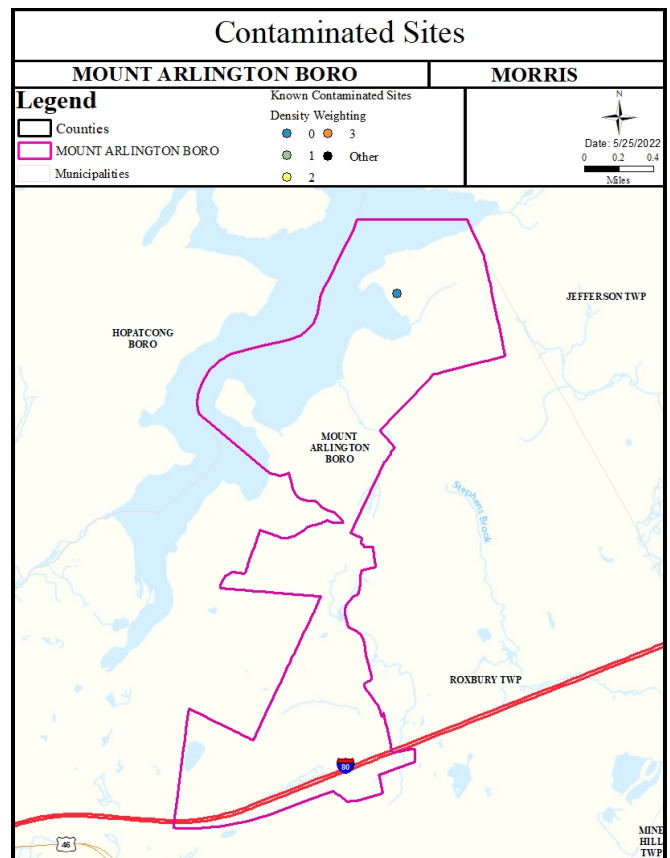 Contaminated Sites
MOUNT ARLINGTON BORO
MORRIS
Legend
Counties
MOUNT ARLINGTON BORO
Municipalities
Known Contaminated Sites
Density Weighting
0
3
1
Other
2
N
Date: 5/25/2022
0 0.2 0.4
Miles
JEFFERSON TWP
HOPATCONG
BORO
MOUNT
ARLINGTON
BORO
Stephens Brook
ROXBURY TWP
80
46
MINE
HILL
TWP